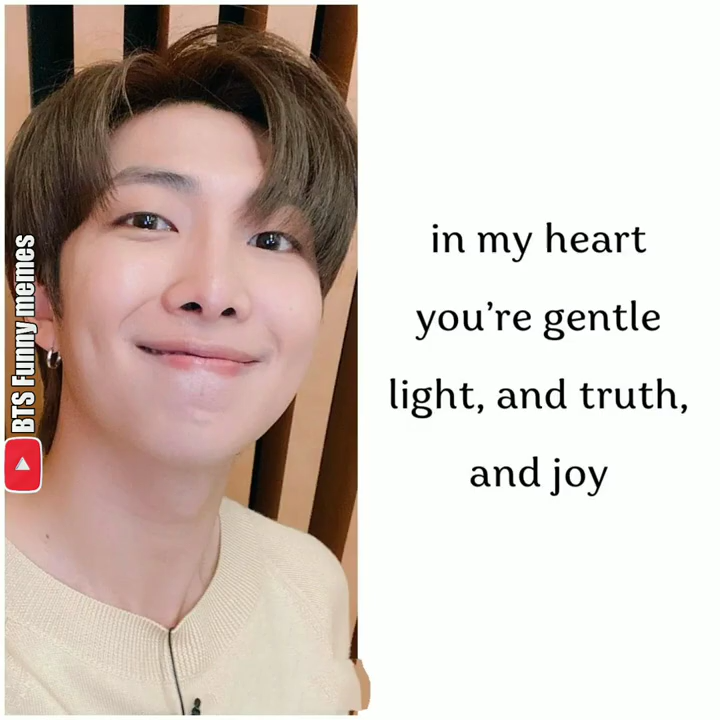 BTS Funny memes
in my heart
you’re gentle
light, and truth,
and joy